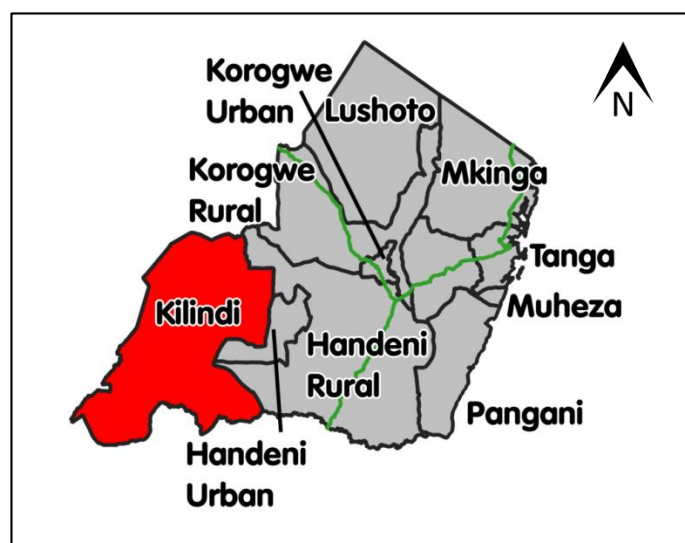 Korogwe
Urban
Lushoto
N
Korogwe
Rural
Mkinga
Tanga
Kilindi
Muheza
Handeni
Rural
Pangani
Handeni
Urban